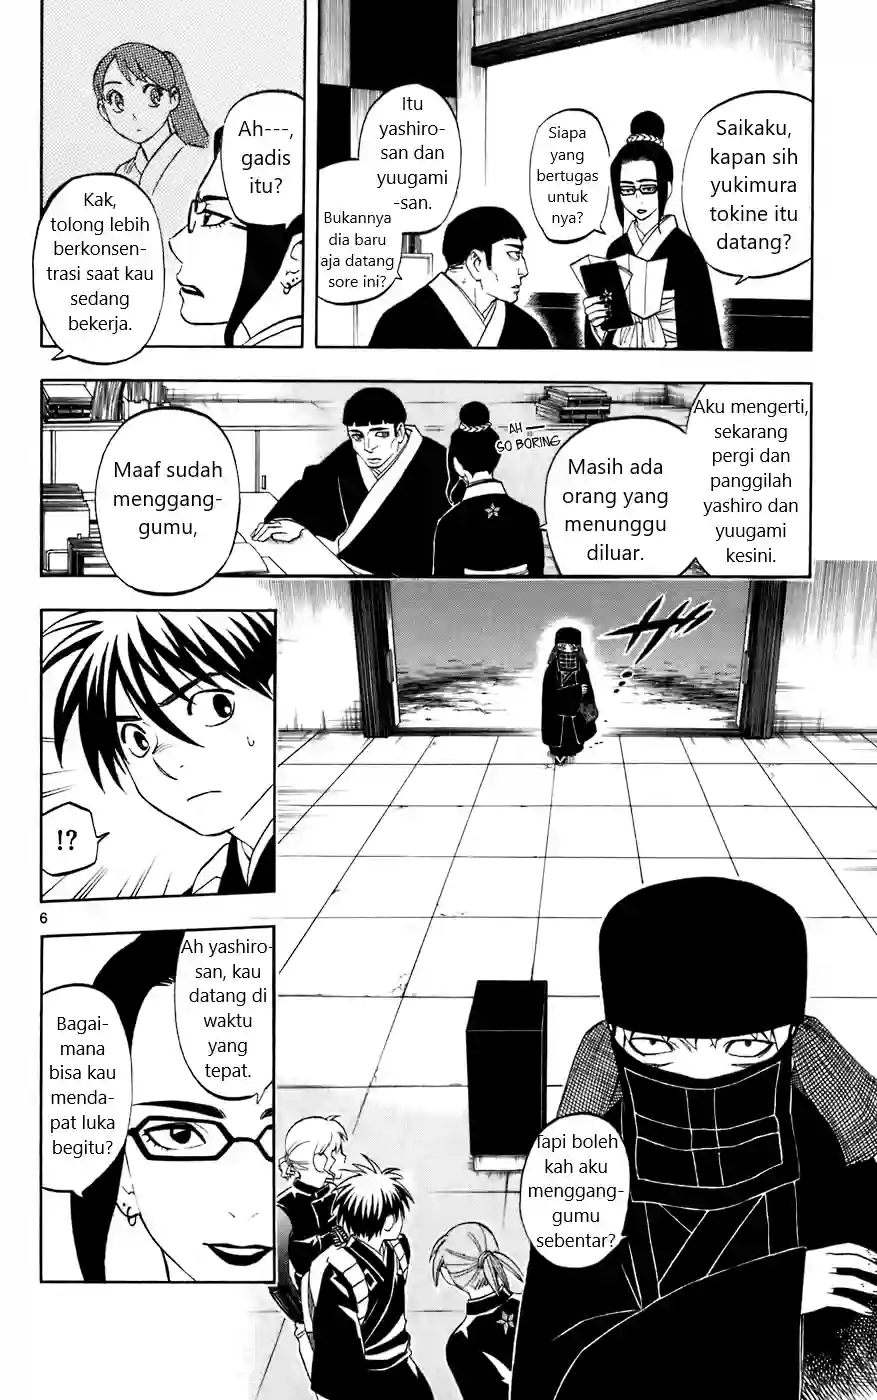 Saikaku,
kapan sih
yukimura
tokine itu
datang?
Siapa
yang
bertugas
untuk
nya?
Itu
yashiro-
san dan
yuugami
-san.
Bukannya
dia baru
aja datang
sore ini?
Ah---,
gadis
itu?
Kak,
tolong lebih
berkonsen-
trasi saat kau
sedang
bekerja.
Aku mengerti,
sekarang
pergi dan
panggilah
yashiro dan
yuugami
kesini.
Masih ada
orang yang
menunggu
diluar.
AH —
SO BORING
Maaf sudah
menggang-
gumu,
!?
6
Tapi boleh
kah aku
menggang-
gumu
sebentar?
Ah yashiro-
san, kau
datang di
waktu
yang
tepat.
Bagai-
mana
bisa kau
menda-
pat luka
begitu?